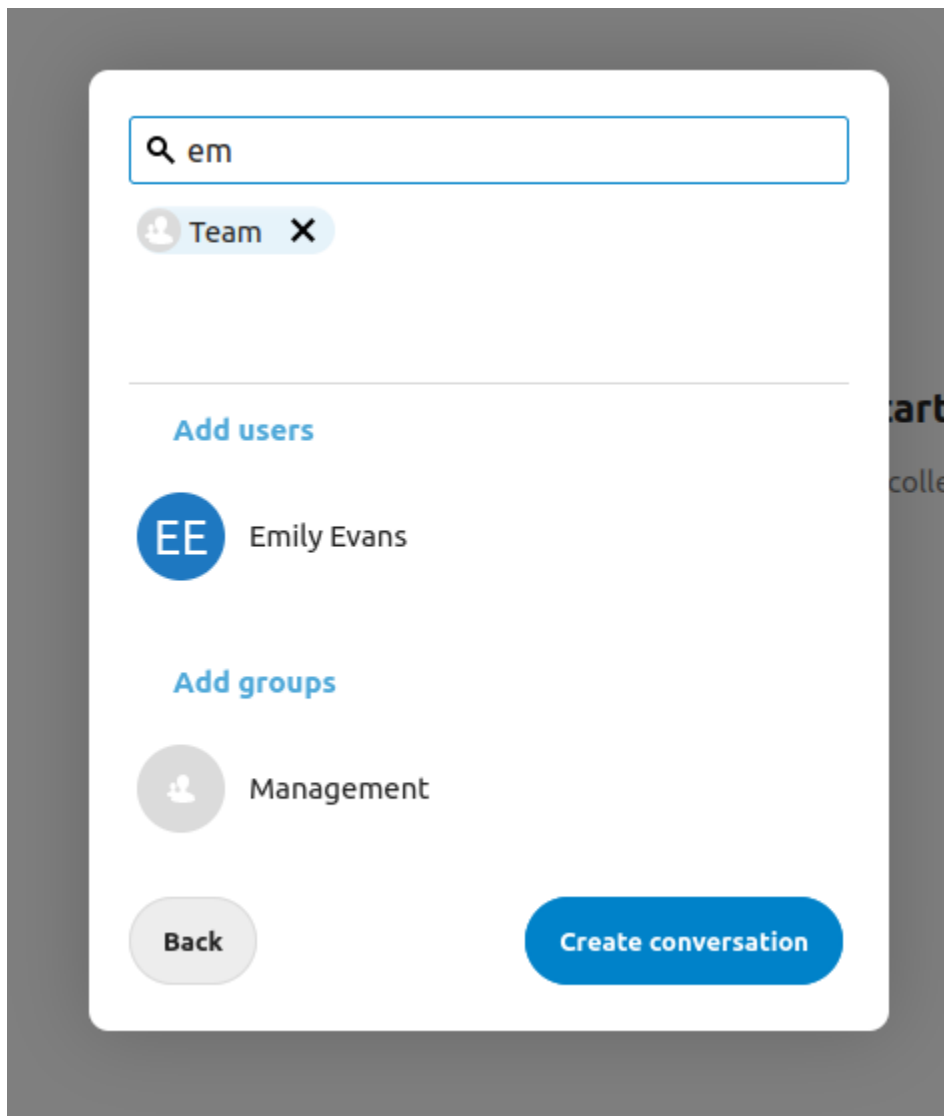 em
Team
Add users
EE
Emily Evans
Add groups
Management
Back
Create conversation